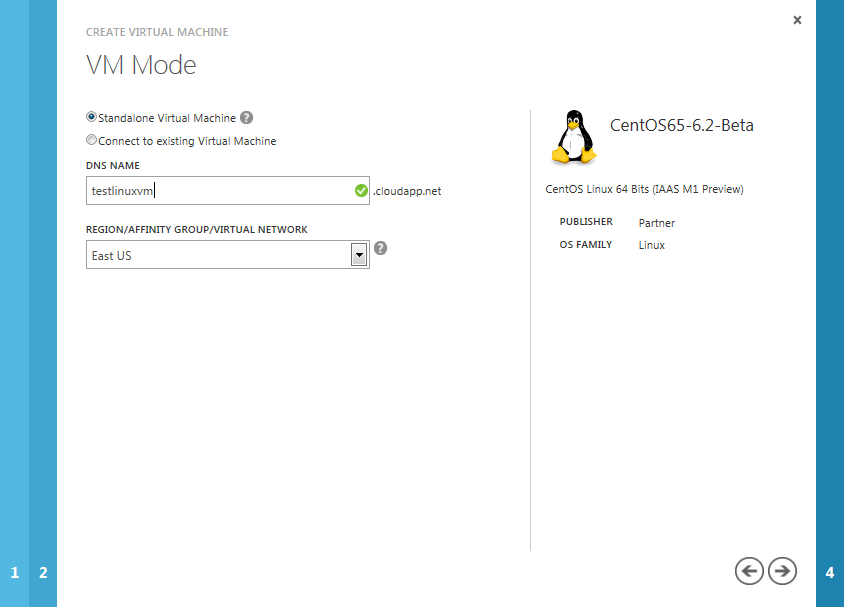 CREATE VIRTUAL MACHINE
VM Mode
Standalone Virtual Machine ?
Connect to existing Virtual Machine
DNS NAME
testlinuxvm .cloudapp.net
REGION/AFFINITY GROUP/VIRTUAL NETWORK
East US ?
CentOS65-6.2-Beta
CentOS Linux 64 Bits (IAAS M1 Preview)
PUBLISHER Partner
OS FAMILY Linux
1 2
4